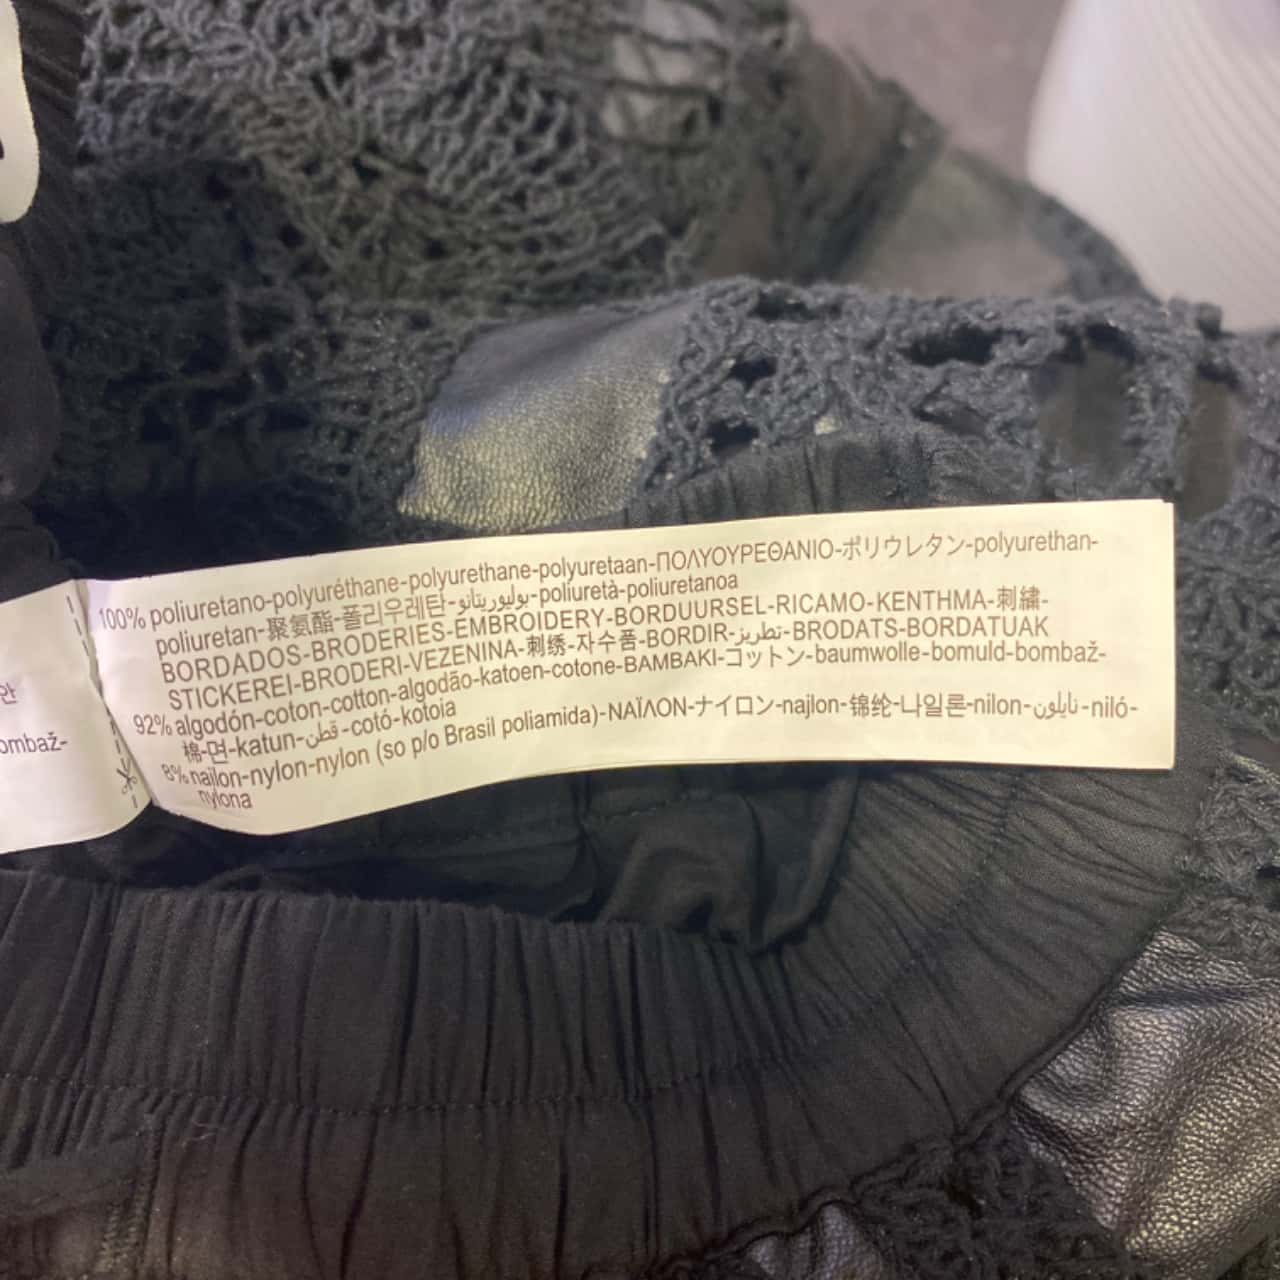 100% poliuretano-polyuréthane-polyurethane-polyuretaan-ΠΟΛΥΟΥΡΕΘΑΝΙΟ-ポリウレタン-polyurethan-
poliuretan-聚氨酯-폴리우레탄-بوليوريتانو-poliuretà-poliuretanoa
BORDADOS-BRODERIES-EMBROIDERY-BORDUURSEL-RICAMO-KENTHMA-刺繍-
STICKEREI-BRODERI-VEZENINA-刺绣-자수품-BORDIR-تطريز-BRODATS-BORDATUAK
92% algodón-coton-cotton-algodão-katoen-cotone-BAMBAKI-コットン-baumwolle-bomuld-bombaž-
棉-면-katun-قطن-cotó-kotoia
8% nailon-nylon-nylon (so p/o Brasil poliamida)-ΝΑΪΛΟΝ-ナイロン-najlon-锦纶-나일론-nilon-نايلون-niló-
nylona
안
ombaž-